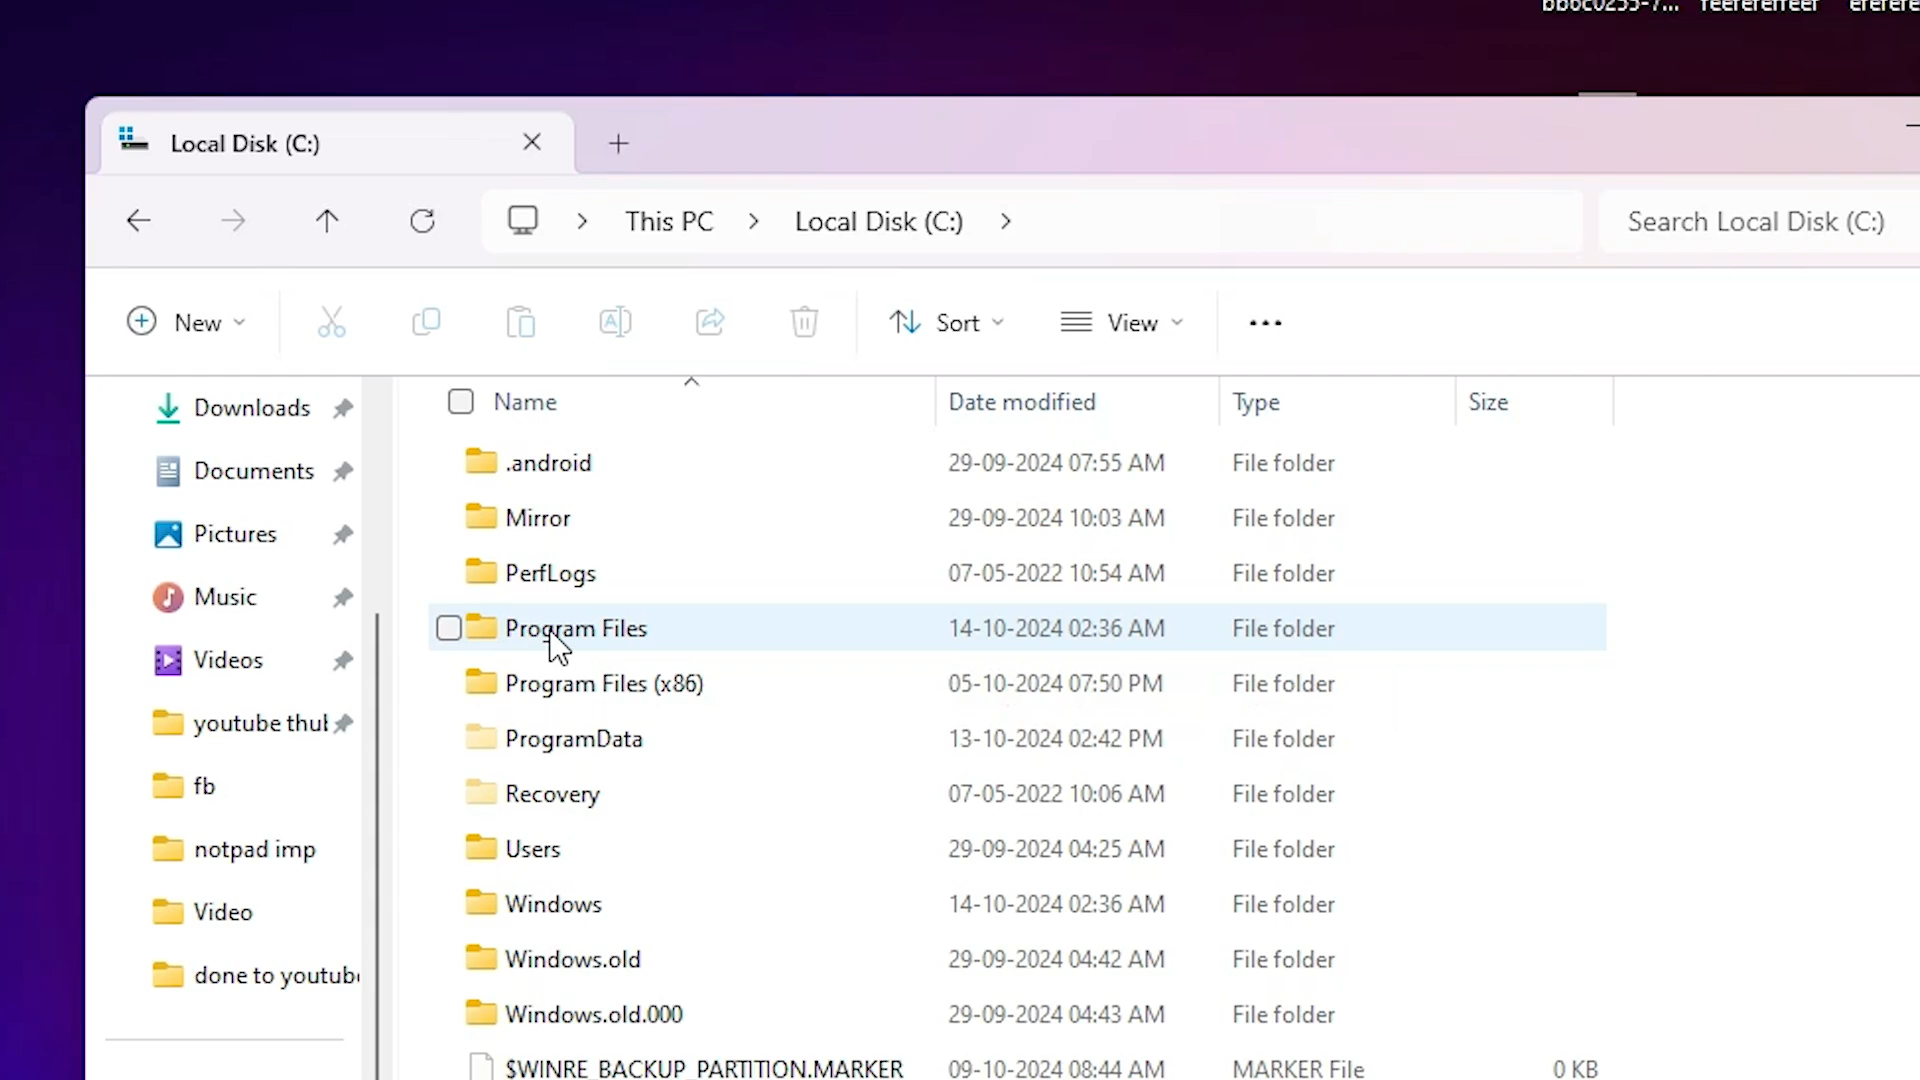 Local Disk (C:)
This PC > Local Disk (C:) >
Search Local Disk (C:)
New
Sort
View
Name Date modified Type Size
Downloads
Documents
Pictures
Music
Videos
youtube thu
fb
notpad imp
Video
done to youtub
.android 29-09-2024 07:55 AM File folder
Mirror 29-09-2024 10:03 AM File folder
PerfLogs 07-05-2022 10:54 AM File folder
Program Files 14-10-2024 02:36 AM File folder
Program Files (x86) 05-10-2024 07:50 PM File folder
ProgramData 13-10-2024 02:42 PM File folder
Recovery 07-05-2022 10:06 AM File folder
Users 29-09-2024 04:25 AM File folder
Windows 14-10-2024 02:36 AM File folder
Windows.old 29-09-2024 04:42 AM File folder
Windows.old.000 29-09-2024 04:43 AM File folder
$WINRE_BACKUP_PARTITION.MARKER 09-10-2024 08:44 AM MARKER File 0 KB